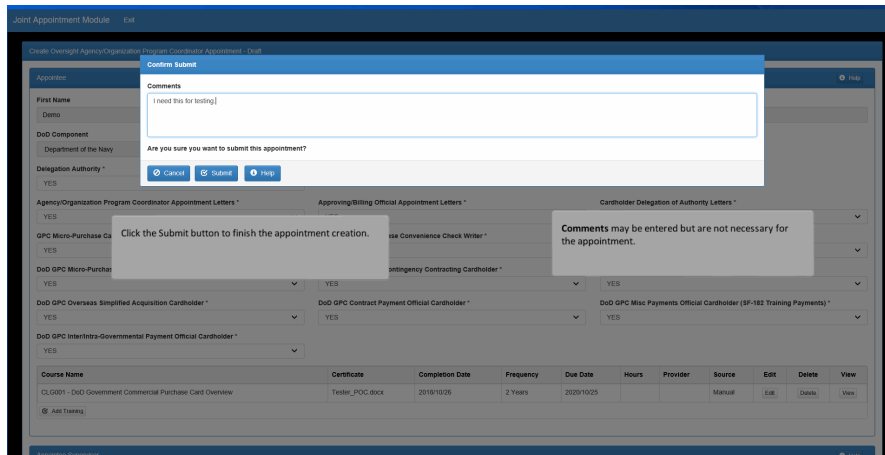 Joint Appointment Module Exit
Create Oversight Agency/Organization Program Coordinator Appointment - Draft
Confirm Submit
Appointee
Help
Comments
First Name
I need this for testing.
Demo
DoD Component
Department of the Navy
Are you sure you want to submit this appointment?
Delegation Authority *
Cancel Submit Help
YES
Agency/Organization Program Coordinator Appointment Letters * Approving/Billing Official Appointment Letters * Cardholder Delegation of Authority Letters *
YES
Click the Submit button to finish the appointment creation.
Comments may be entered but are not necessary for
the appointment.
GPC Micro-Purchase Convenience Check Writer *
YES
DoD GPC Micro-Purchas Contingency Contracting Cardholder *
YES YES YES
DoD GPC Overseas Simplified Acquisition Cardholder * DoD GPC Contract Payment Official Cardholder * DoD GPC Misc Payments Official Cardholder (SF-182 Training Payments) *
YES YES YES
DoD GPC Inter/Intra-Governmental Payment Official Cardholder *
YES
Course Name Certificate Completion Date Frequency Due Date Hours Provider Source Edit Delete View
CLG001 - DoD Government Commercial Purchase Card Overview Tester_POC.docx 2018/10/26 2 Years 2020/10/25 Manual Edit Delete View
Add Training